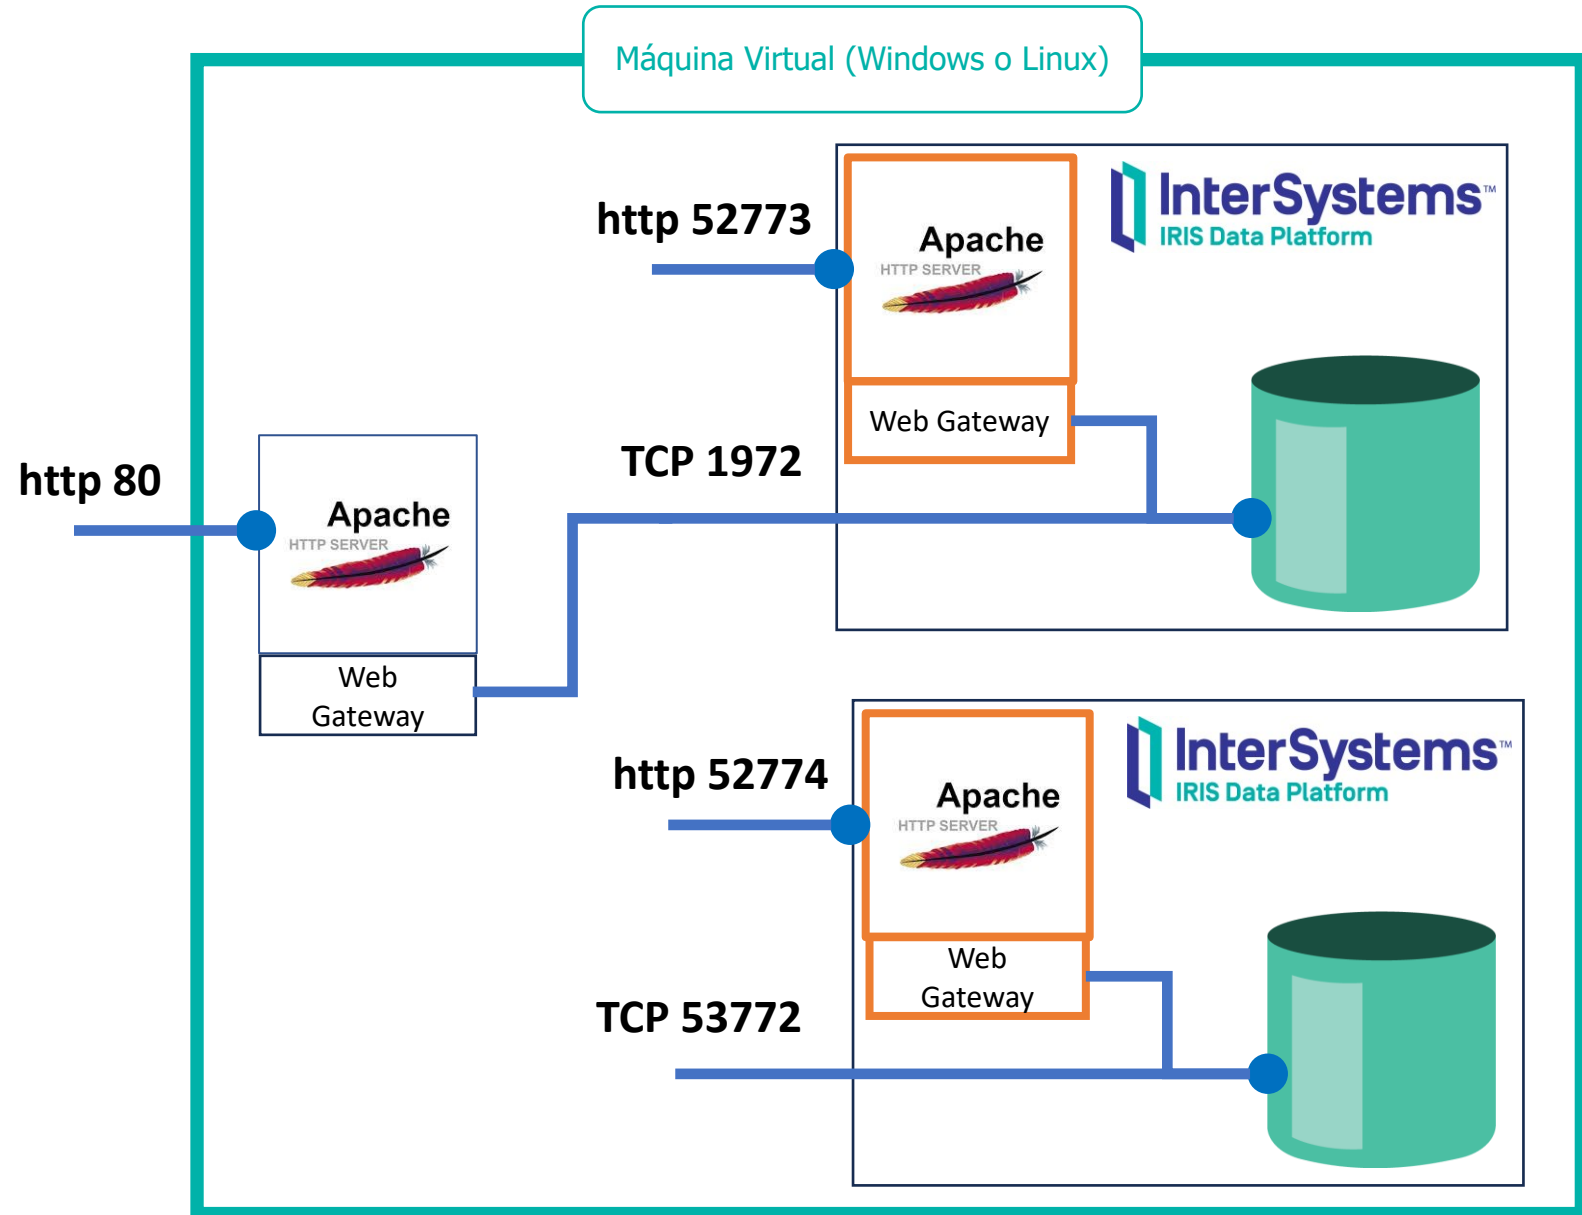 Máquina Virtual (Windows o Linux)
http 52773
Apache
HTTP SERVER
InterSystems™
IRIS Data Platform
Web Gateway
TCP 1972
http 80
Apache
HTTP SERVER
Web
Gateway
http 52774
Apache
HTTP SERVER
InterSystems™
IRIS Data Platform
Web
Gateway
TCP 53772